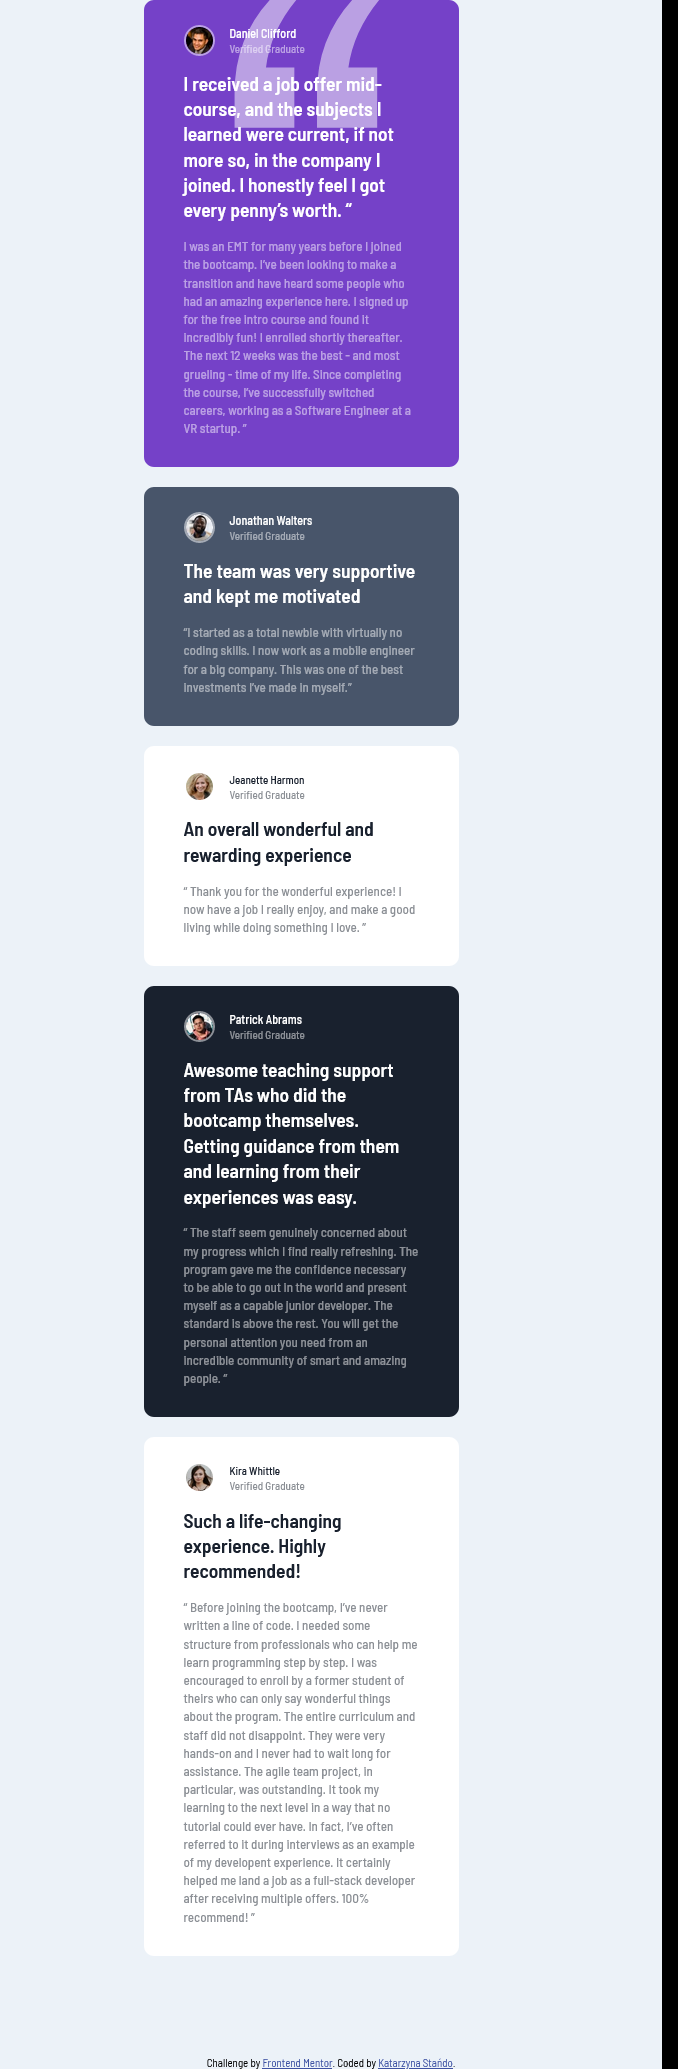 Daniel Clifford
Verified Graduate
I received a job offer mid-
course, and the subjects I
learned were current, if not
more so, in the company I
joined. I honestly feel I got
every penny’s worth. ”
I was an EMT for many years before I joined
the bootcamp. I’ve been looking to make a
transition and have heard some people who
had an amazing experience here. I signed up
for the free intro course and found it
incredibly fun! I enrolled shortly thereafter.
The next 12 weeks was the best - and most
grueling - time of my life. Since completing
the course, I’ve successfully switched
careers, working as a Software Engineer at a
VR startup. ”
Jonathan Walters
Verified Graduate
The team was very supportive
and kept me motivated
“I started as a total newbie with virtually no
coding skills. I now work as a mobile engineer
for a big company. This was one of the best
investments I’ve made in myself.”
Jeanette Harmon
Verified Graduate
An overall wonderful and
rewarding experience
“ Thank you for the wonderful experience! I
now have a job I really enjoy, and make a good
living while doing something I love. ”
Patrick Abrams
Verified Graduate
Awesome teaching support
from TAs who did the
bootcamp themselves.
Getting guidance from them
and learning from their
experiences was easy.
“ The staff seem genuinely concerned about
my progress which I find really refreshing. The
program gave me the confidence necessary
to be able to go out in the world and present
myself as a capable junior developer. The
standard is above the rest. You will get the
personal attention you need from an
incredible community of smart and amazing
people. ”
Kira Whittle
Verified Graduate
Such a life-changing
experience. Highly
recommended!
“ Before joining the bootcamp, I’ve never
written a line of code. I needed some
structure from professionals who can help me
learn programming step by step. I was
encouraged to enroll by a former student of
theirs who can only say wonderful things
about the program. The entire curriculum and
staff did not disappoint. They were very
hands-on and I never had to wait long for
assistance. The agile team project, in
particular, was outstanding. It took my
learning to the next level in a way that no
tutorial could ever have. In fact, I’ve often
referred to it during interviews as an example
of my developent experience. It certainly
helped me land a job as a full-stack developer
after receiving multiple offers. 100%
recommend! ”
Challenge by Frontend Mentor. Coded by Katarzyna Stańdo.